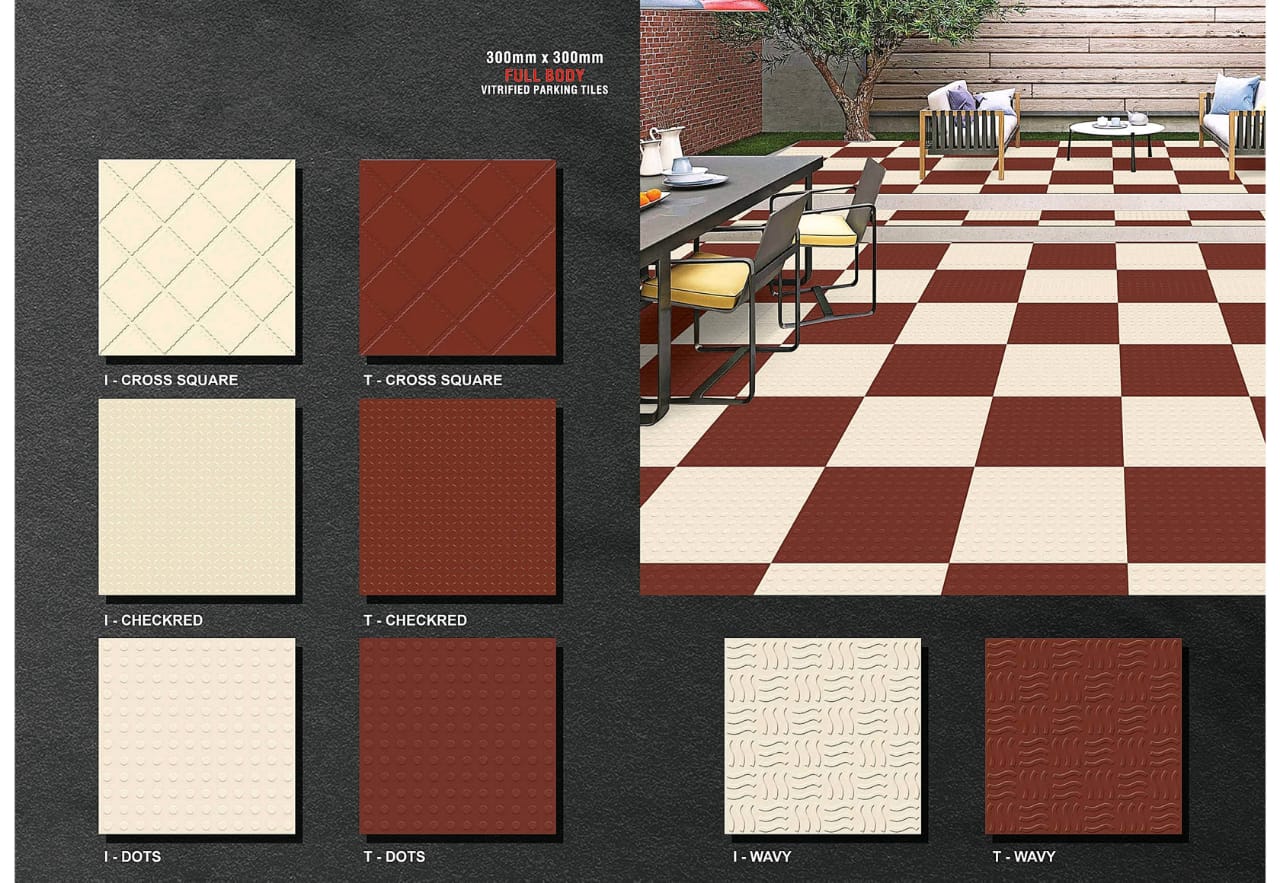 300mm x 300mm
FULL BODY
VITRIFIED PARKING TILES
I - CROSS SQUARE
T - CROSS SQUARE
I - CHECKRED
T - CHECKRED
I - DOTS
T - DOTS
I - WAVY
T - WAVY